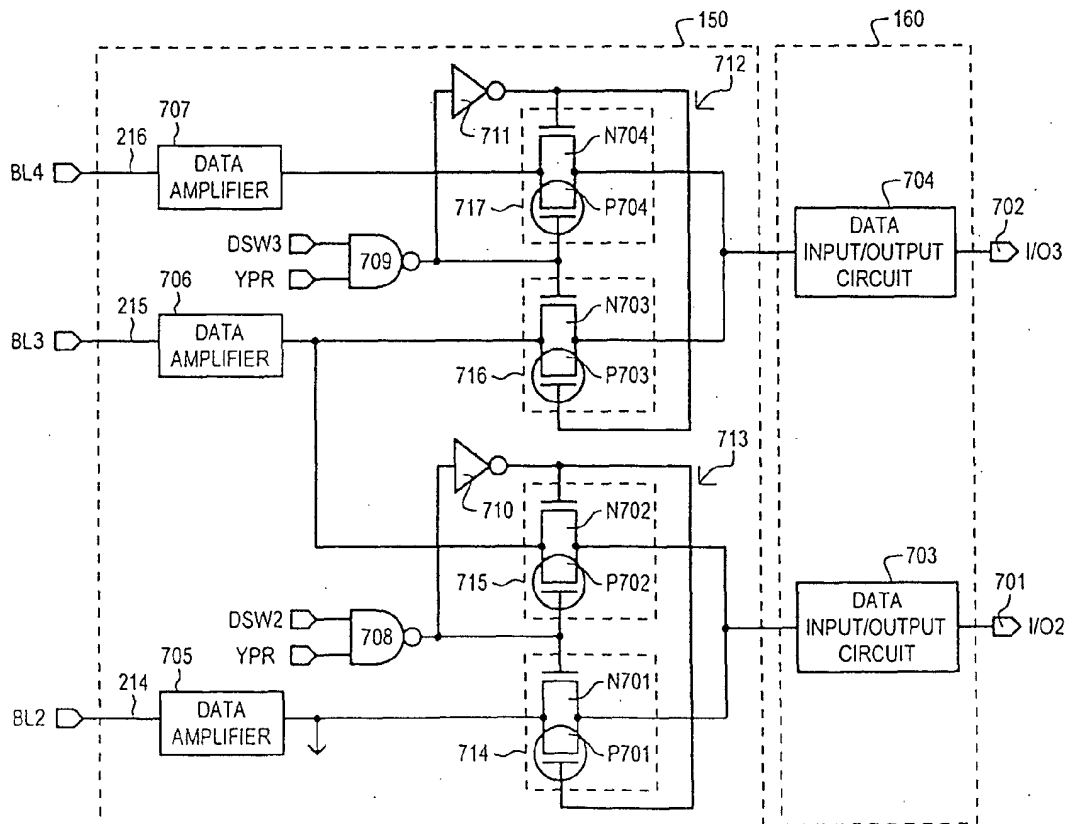 150
160
712
707
711
N704
216
704
DATA
AMPLIFIER
BL4
702
P704
717
DATA
INPUT/OUTPUT
CIRCUIT
I/O3
DSW3
709
YPR
706
N703
215
BL3
DATA
AMPLIFIER
P703
716
713
710
N702
703
P702
715
701
DATA
INPUT/OUTPUT
CIRCUIT
I/O2
DSW2
708
YPR
705
N701
214
BL2
DATA
AMPLIFIER
714
P701